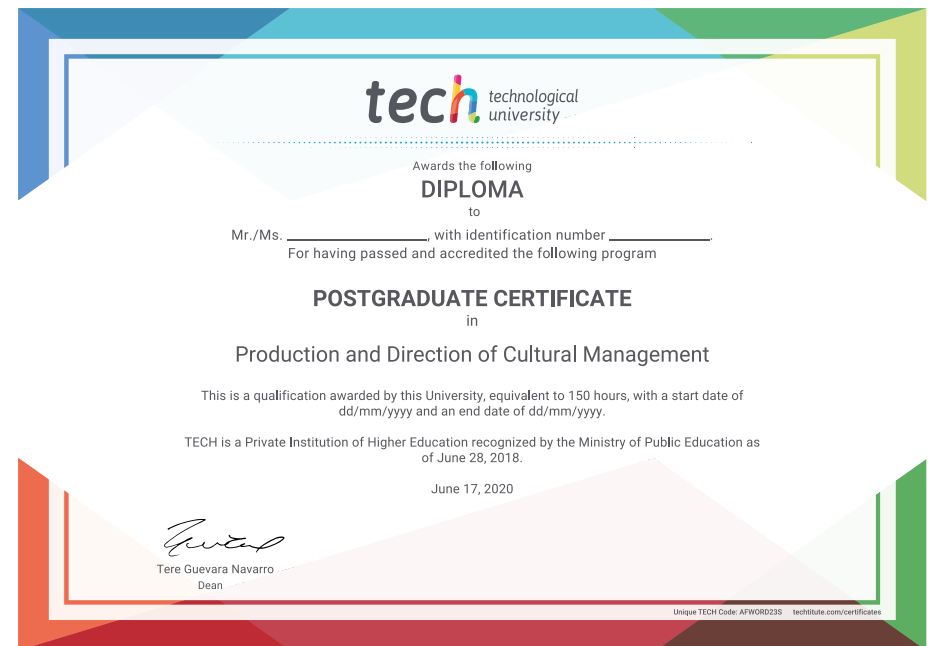 tech technological
university
Awards the following
DIPLOMA
to
Mr./Ms. ____________________, with identification number ______________.
For having passed and accredited the following program
POSTGRADUATE CERTIFICATE
in
Production and Direction of Cultural Management
This is a qualification awarded by this University, equivalent to 150 hours, with a start date of
dd/mm/yyyy and an end date of dd/mm/yyyy.
TECH is a Private Institution of Higher Education recognized by the Ministry of Public Education as
of June 28, 2018.
June 17, 2020
Tere Guevara Navarro
Dean
Unique TECH Code: AFWORD23S techtitute.com/certificates